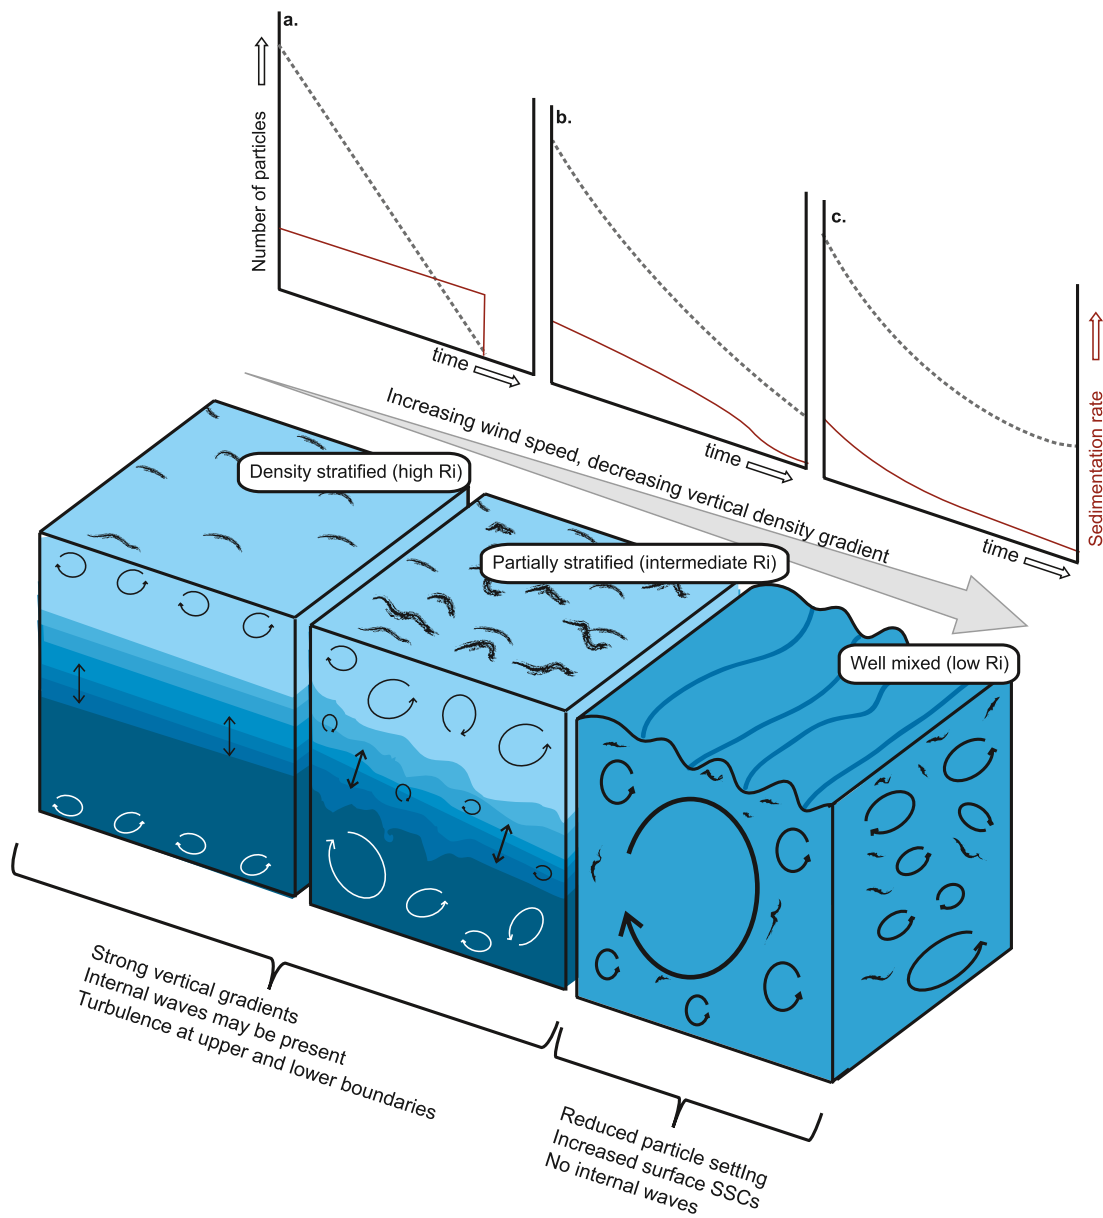 a.
Number of particles
time
b.
time
c.
time
Sedimentation rate
Increasing wind speed, decreasing vertical density gradient
Density stratified (high Ri)
Partially stratified (intermediate Ri)
Well mixed (low Ri)
Strong vertical gradients
Internal waves may be present
Turbulence at upper and lower boundaries
Reduced particle settIng
Increased surface SSCs
No internal waves